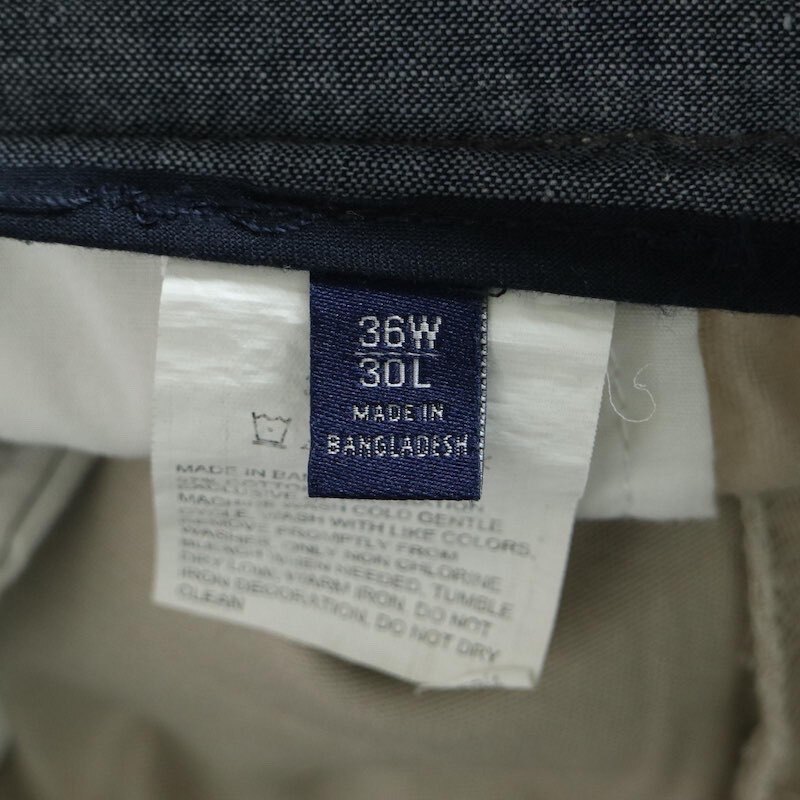 36W
30L
MADE IN
BANGLADESH
MADE IN BAN
MACHINE WASH COLD GENTLE
CYCLE, WASH WITH LIKE COLORS,
REMOVE PROMPTLY FROM
WASHER, ONLY NON CHLORINE
BLEACH WHEN NEEDED, TUMBLE
DRY LOW, WARM IRON, DO NOT
IRON DECORATION, DO NOT DRY
CLEAN